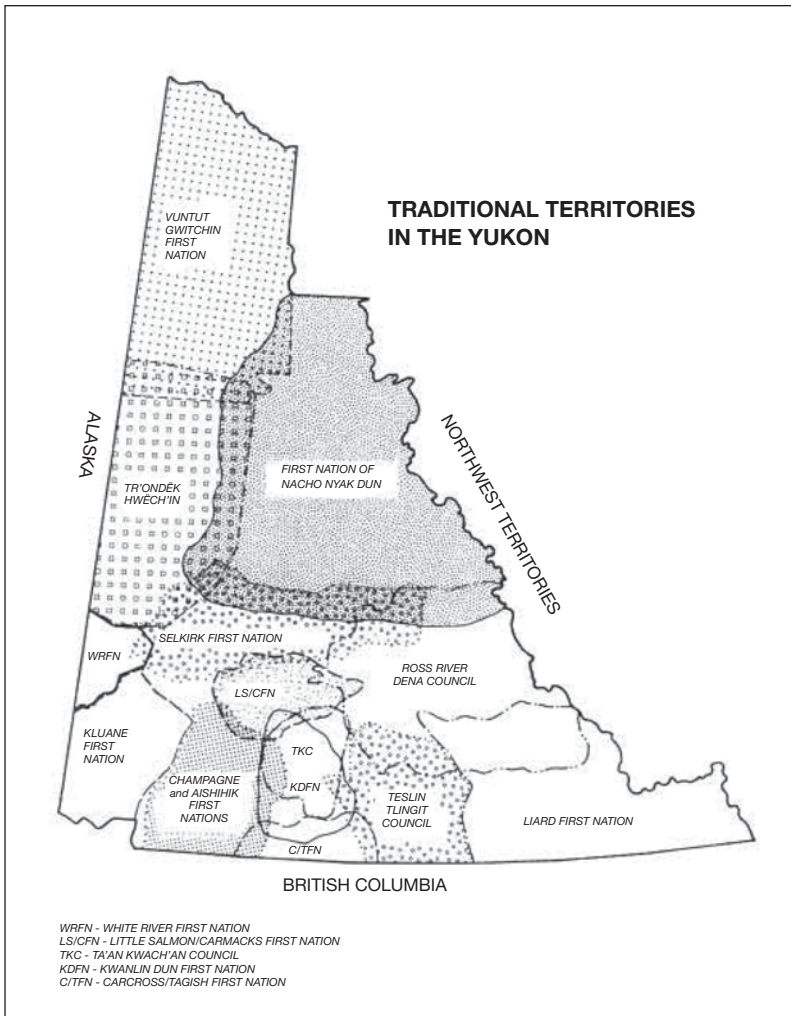 TRADITIONAL TERRITORIES
IN THE YUKON
VUNTUT
GWITCHIN
FIRST
NATION
ALASKA
NORTHWEST TERRITORIES
TR'ONDËK
HWËCH'IN
FIRST NATION OF
NACHO NYAK DUN
SELKIRK FIRST NATION
WRFN
ROSS RIVER
DENA COUNCIL
LS/CFN
KLUANE
FIRST
NATION
TKC
KDFN
CHAMPAGNE
and AISHIHIK
FIRST
NATIONS
TESLIN
TLINGIT
COUNCIL
LIARD FIRST NATION
C/TFN
BRITISH COLUMBIA
WRFN - WHITE RIVER FIRST NATION
LS/CFN - LITTLE SALMON/CARMACKS FIRST NATION
TKC - TA'AN KWACH'AN COUNCIL
KDFN - KWANLIN DUN FIRST NATION
C/TFN - CARCROSS/TAGISH FIRST NATION